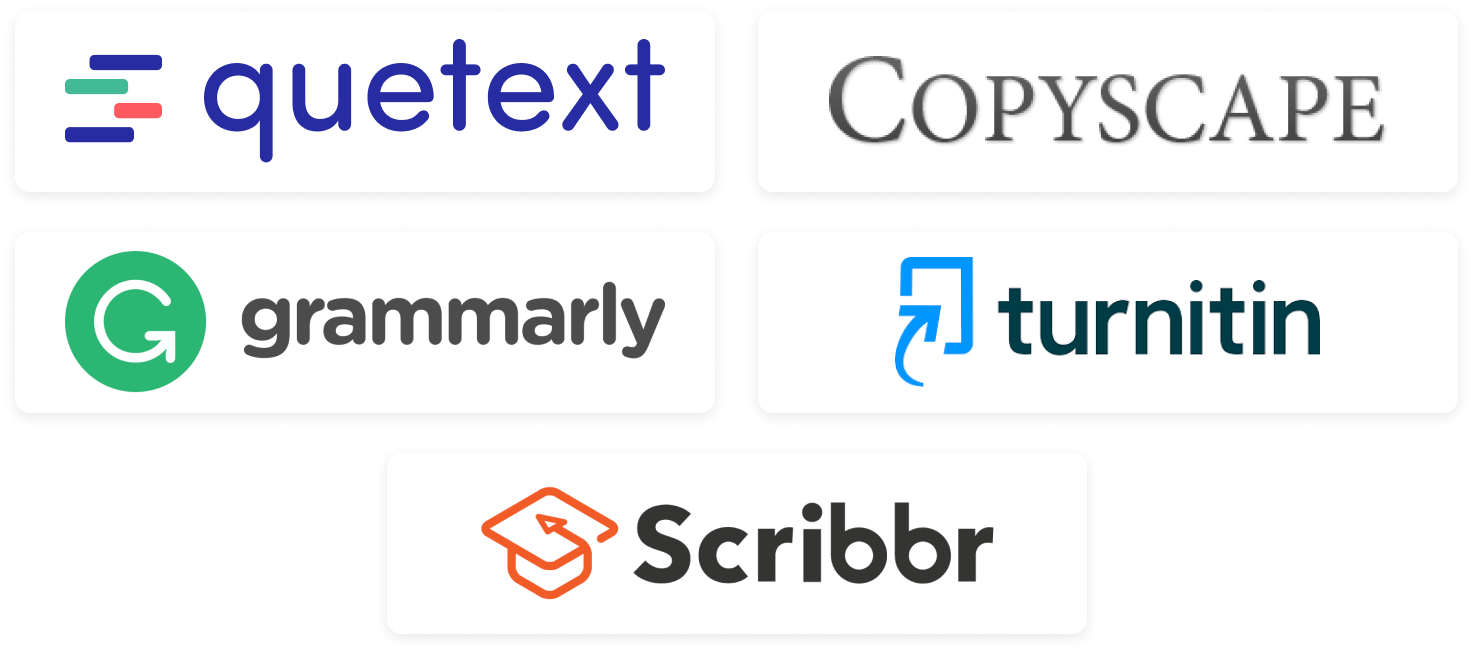 quetext
COPYSCAPE
grammarly
turnitin
Scribbr